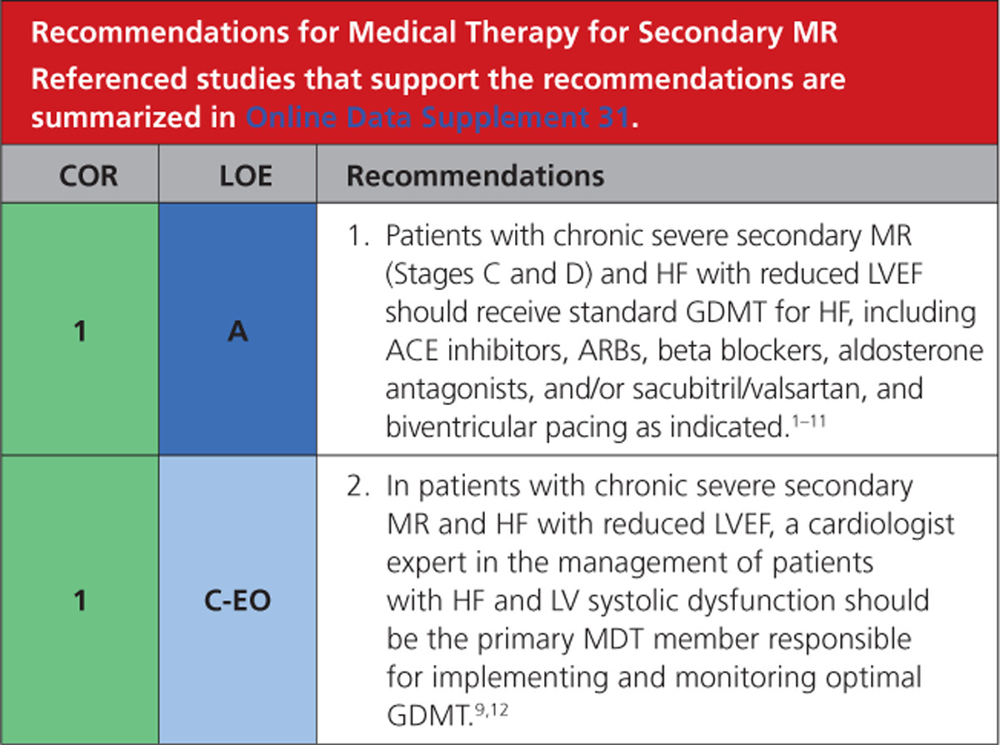 Recommendations for Medical Therapy for Secondary MR
Referenced studies that support the recommendations are
summarized in Online Data Supplement 31.
COR LOE Recommendations
1 A
1. Patients with chronic severe secondary MR
(Stages C and D) and HF with reduced LVEF
should receive standard GDMT for HF, including
ACE inhibitors, ARBs, beta blockers, aldosterone
antagonists, and/or sacubitril/valsartan, and
biventricular pacing as indicated.1–11
1 C-EO
2. In patients with chronic severe secondary
MR and HF with reduced LVEF, a cardiologist
expert in the management of patients
with HF and LV systolic dysfunction should
be the primary MDT member responsible
for implementing and monitoring optimal
GDMT.9,12